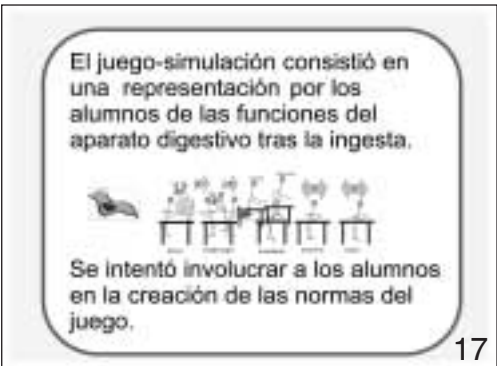 El juego-simulación consistió en
una representación por los
alumnos de las funciones del
aparato digestivo tras la ingesta.
Se intentó involucrar a los alumnos
en la creación de las normas del
juego.
17